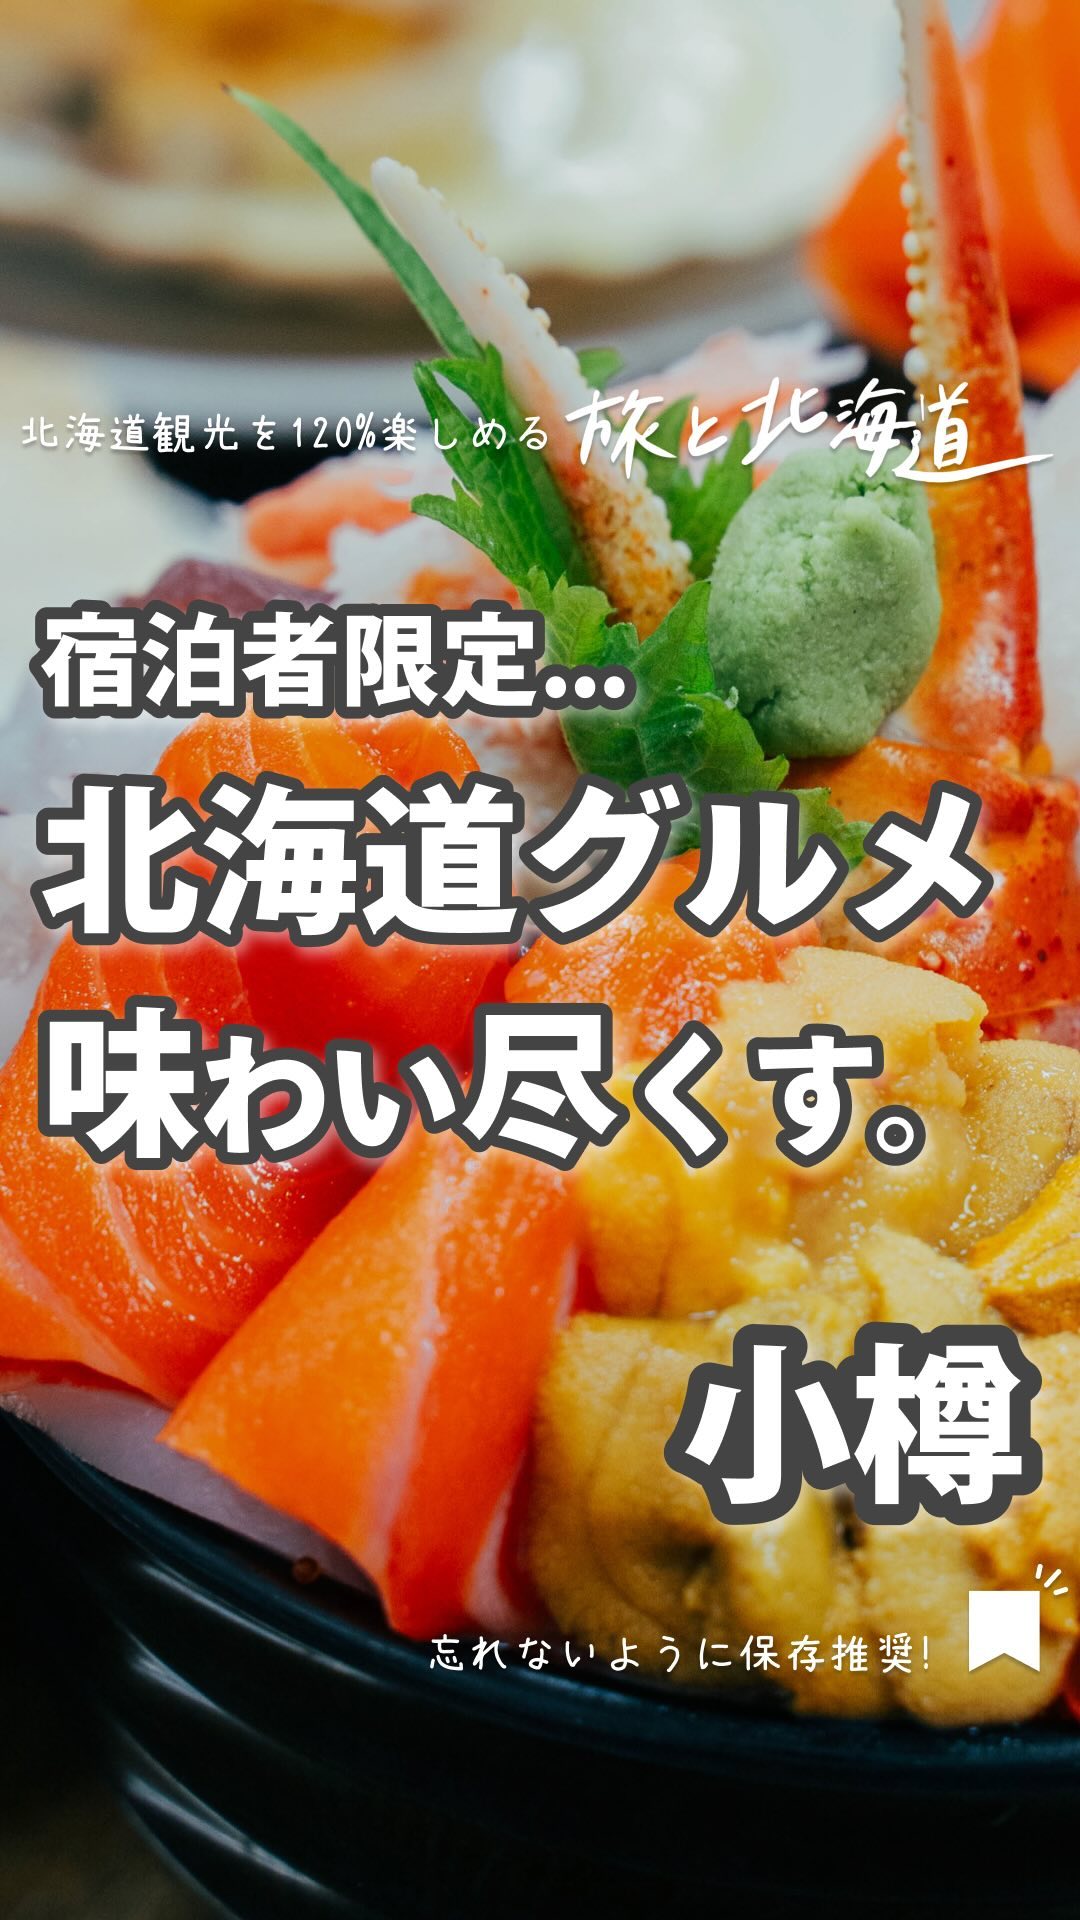 北海道観光を120%楽しめる 旅と北海道
宿泊者限定...
北海道グルメ
味わい尽くす。
小樽
忘れないように保存推奨!